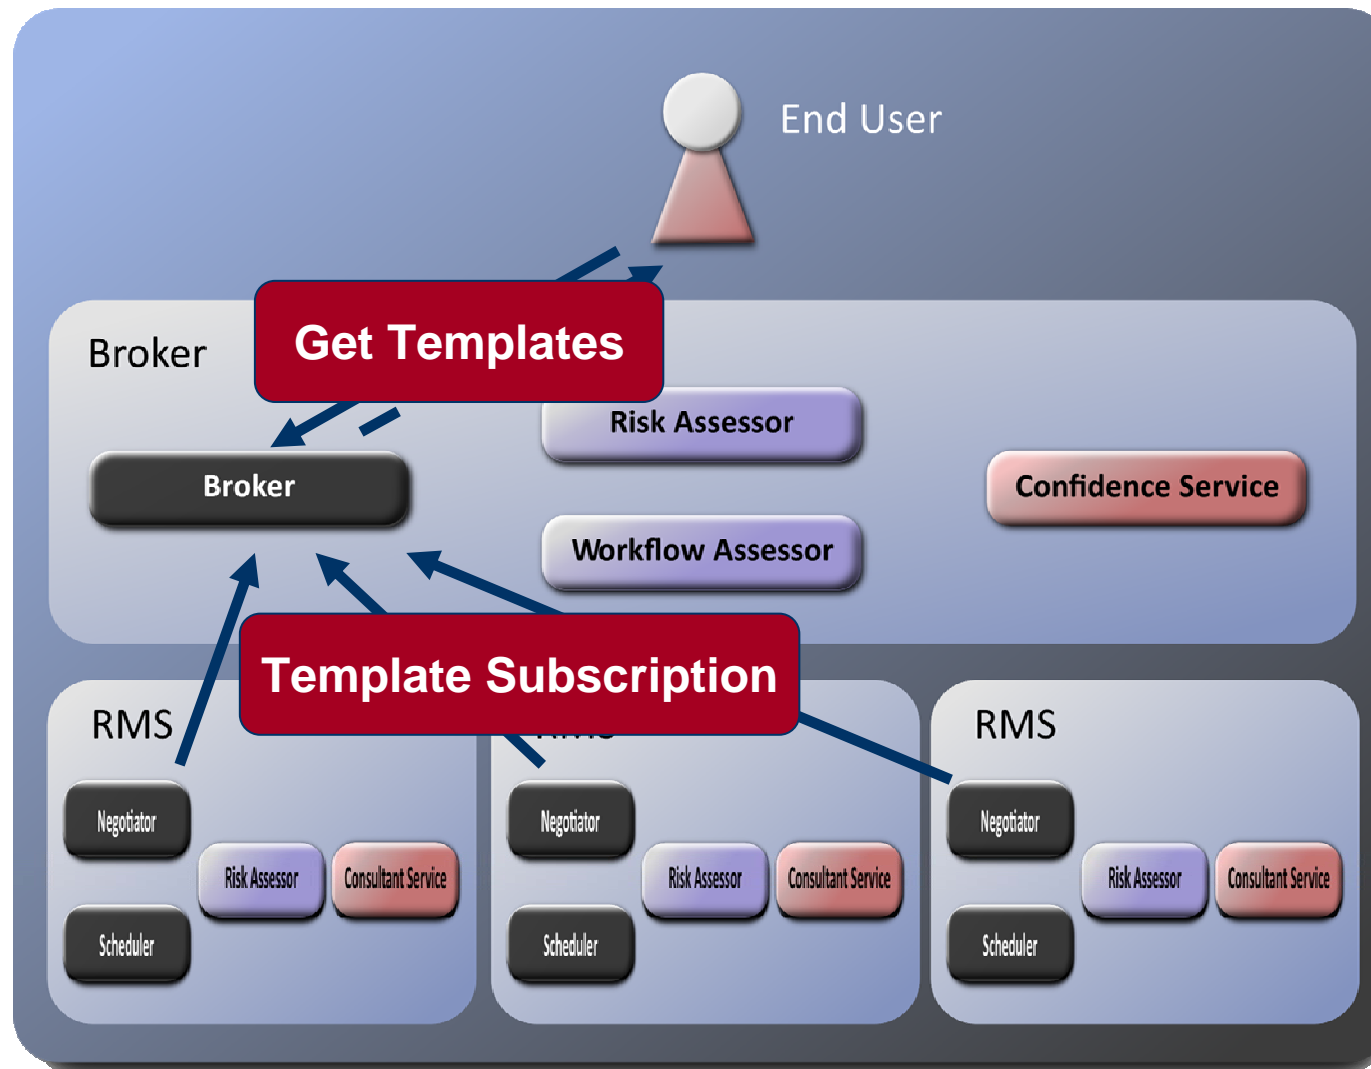 End User
Broker
Get Templates
Risk Assessor
Broker
Confidence Service
Workflow Assessor
Template Subscription
RMS
RMS
RMS
Negotiator
Risk Assessor
Consultant Service
Scheduler
Negotiator
Risk Assessor
Consultant Service
Scheduler
Negotiator
Risk Assessor
Consultant Service
Scheduler